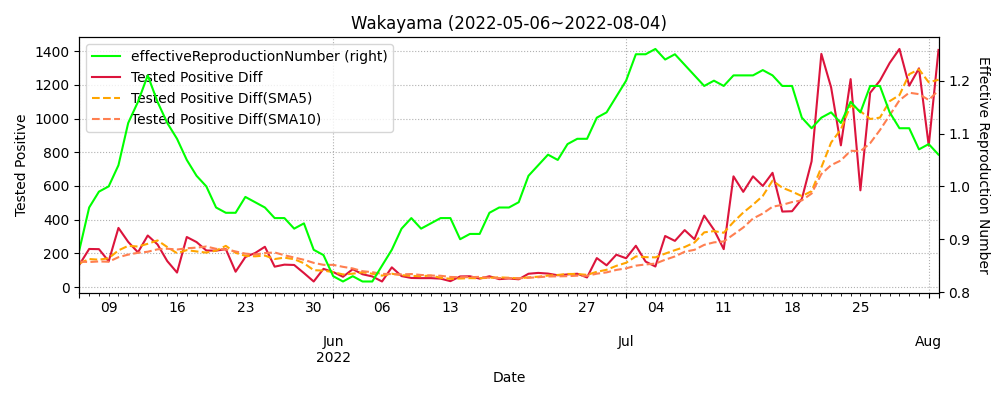 Wakayama (2022-05-06~2022-08-04)
effectiveReproductionNumber (right)
Tested Positive Diff
Tested Positive Diff(SMA5)
Tested Positive Diff(SMA10)
Tested Positive
1400
1200
1000
800
600
400
200
0
Effective Reproduction Number
1.2
1.1
1.0
0.9
0.8
09 16 23 30 06 13 20 27 04 11 18 25
Jun Jul Aug
2022
Date